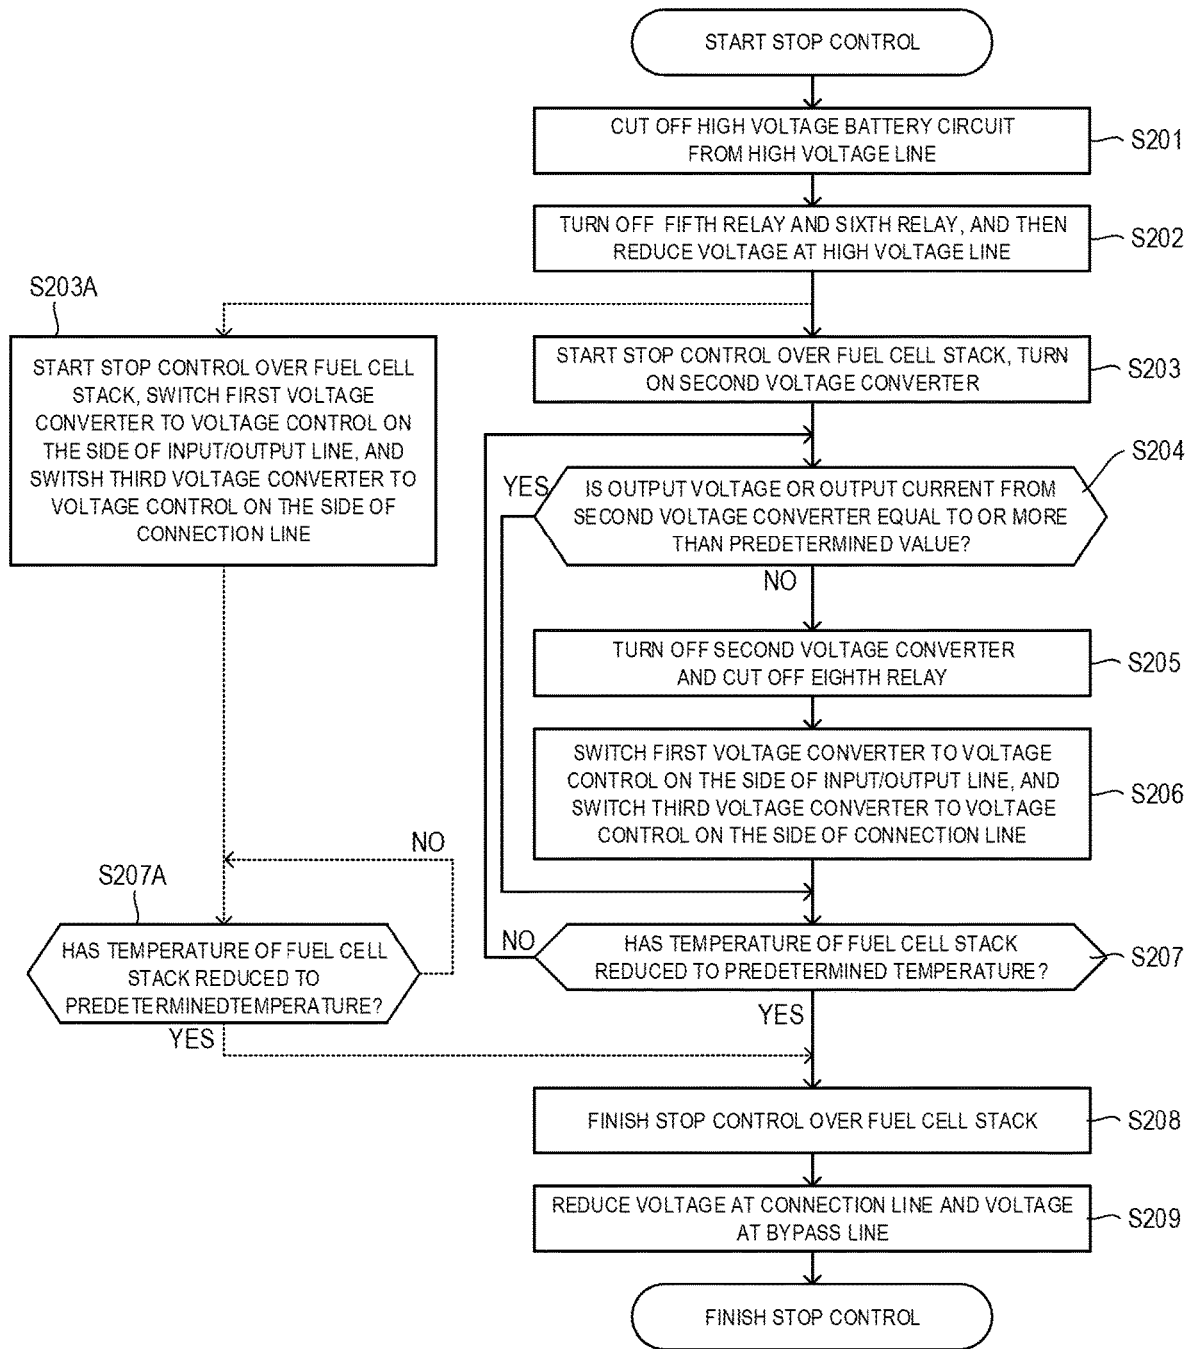 START STOP CONTROL
CUT OFF HIGH VOLTAGE BATTERY CIRCUIT
FROM HIGH VOLTAGE LINE
S201
TURN OFF FIFTH RELAY AND SIXTH RELAY, AND THEN
REDUCE VOLTAGE AT HIGH VOLTAGE LINE
S202
S203A
START STOP CONTROL OVER FUEL CELL
STACK, SWITCH FIRST VOLTAGE
CONVERTER TO VOLTAGE CONTROL ON
THE SIDE OF INPUT/OUTPUT LINE, AND
SWITSH THIRD VOLTAGE CONVERTER TO
VOLTAGE CONTROL ON THE SIDE OF
CONNECTION LINE
START STOP CONTROL OVER FUEL CELL STACK, TURN
ON SECOND VOLTAGE CONVERTER
S203
S204
YES
IS OUTPUT VOLTAGE OR OUTPUT CURRENT FROM
SECOND VOLTAGE CONVERTER EQUAL TO OR MORE
THAN PREDETERMINED VALUE?
NO
TURN OFF SECOND VOLTAGE CONVERTER
AND CUT OFF EIGHTH RELAY
S205
SWITCH FIRST VOLTAGE CONVERTER TO VOLTAGE
CONTROL ON THE SIDE OF INPUT/OUTPUT LINE, AND
SWITCH THIRD VOLTAGE CONVERTER TO VOLTAGE
CONTROL ON THE SIDE OF CONNECTION LINE
S206
NO
S207A
HAS TEMPERATURE OF FUEL CELL
STACK REDUCED TO
PREDETERMINEDTEMPERATURE?
YES
NO
HAS TEMPERATURE OF FUEL CELL STACK
REDUCED TO PREDETERMINED TEMPERATURE?
S207
YES
FINISH STOP CONTROL OVER FUEL CELL STACK
S208
REDUCE VOLTAGE AT CONNECTION LINE AND VOLTAGE
AT BYPASS LINE
S209
FINISH STOP CONTROL